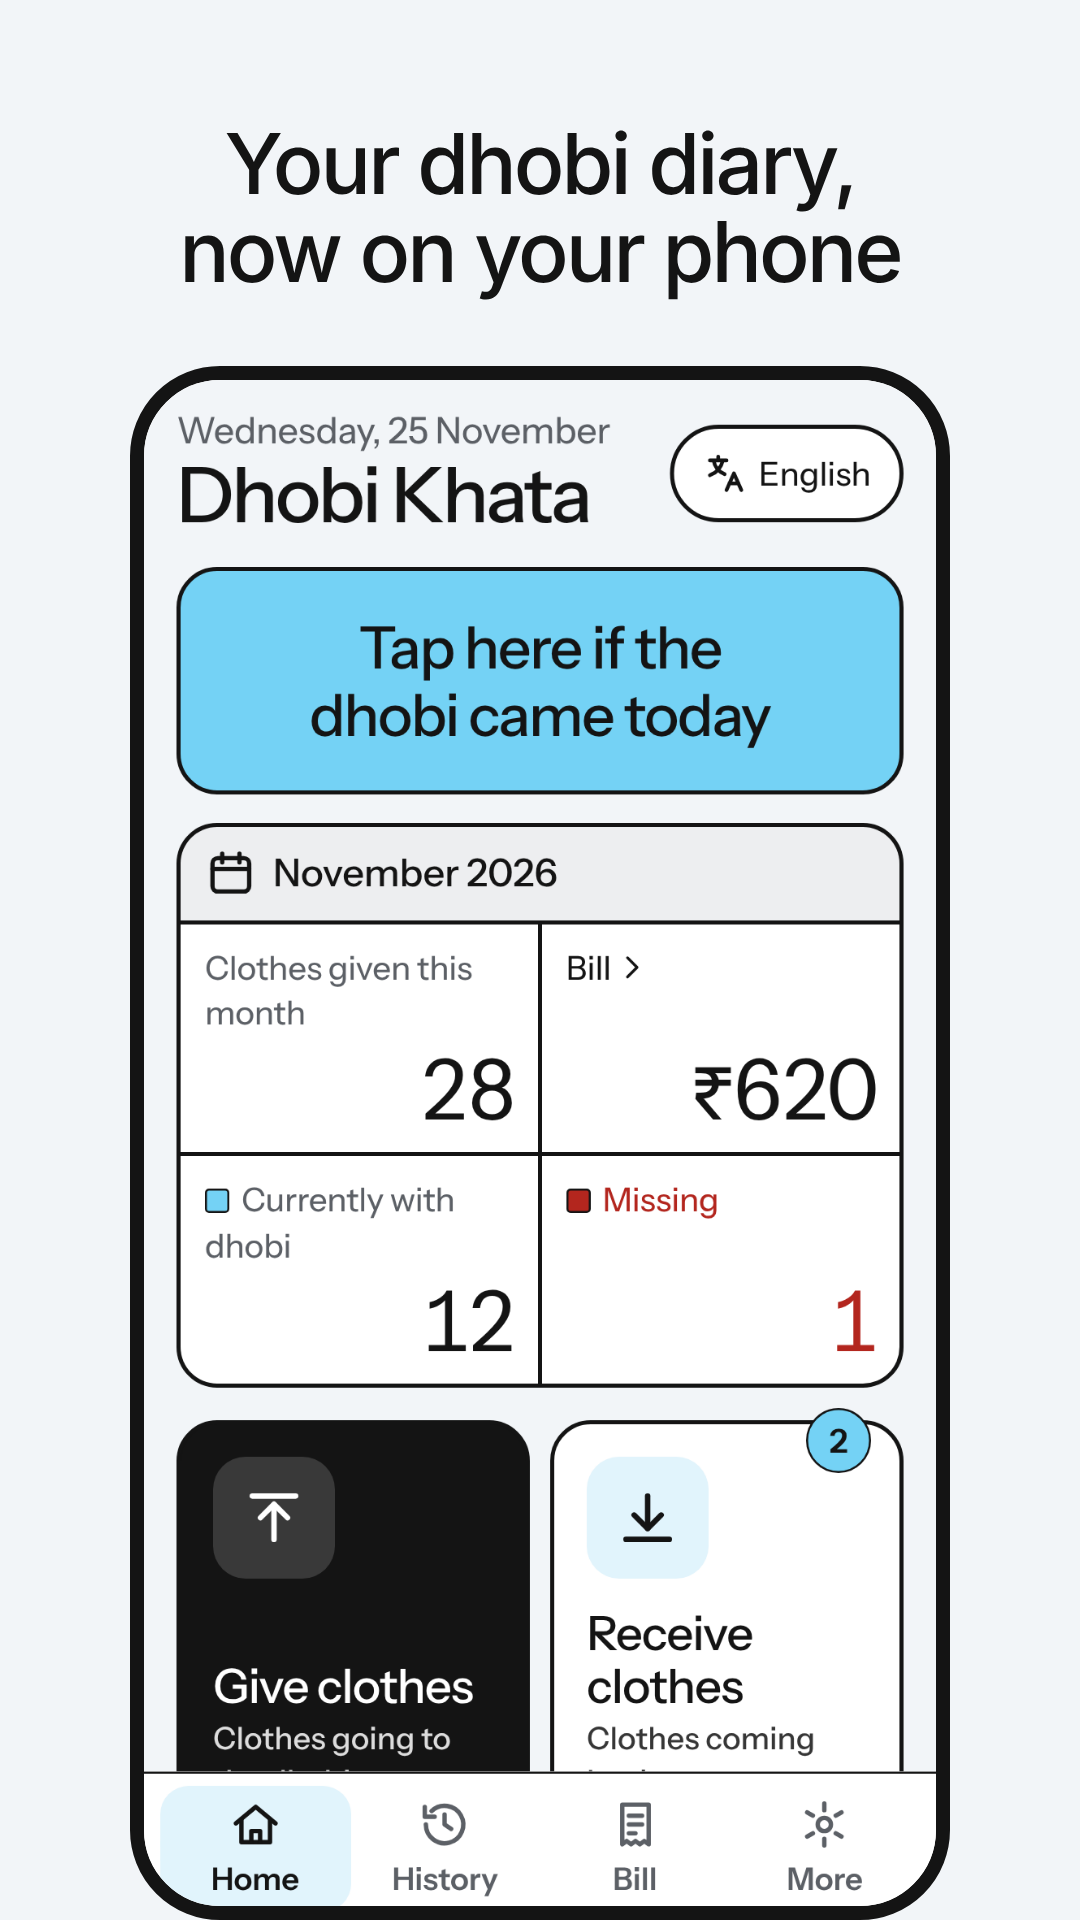 Your dhobi diary,
now on your phone
Wednesday, 25 November
Dhobi Khata
English
Tap here if the
dhobi came today
November 2026
Clothes given this
month
28
Bill
₹620
Currently with
dhobi
12
Missing
1
Give clothes
Clothes going to
2
Receive
clothes
Clothes coming
Home
History
Bill
More